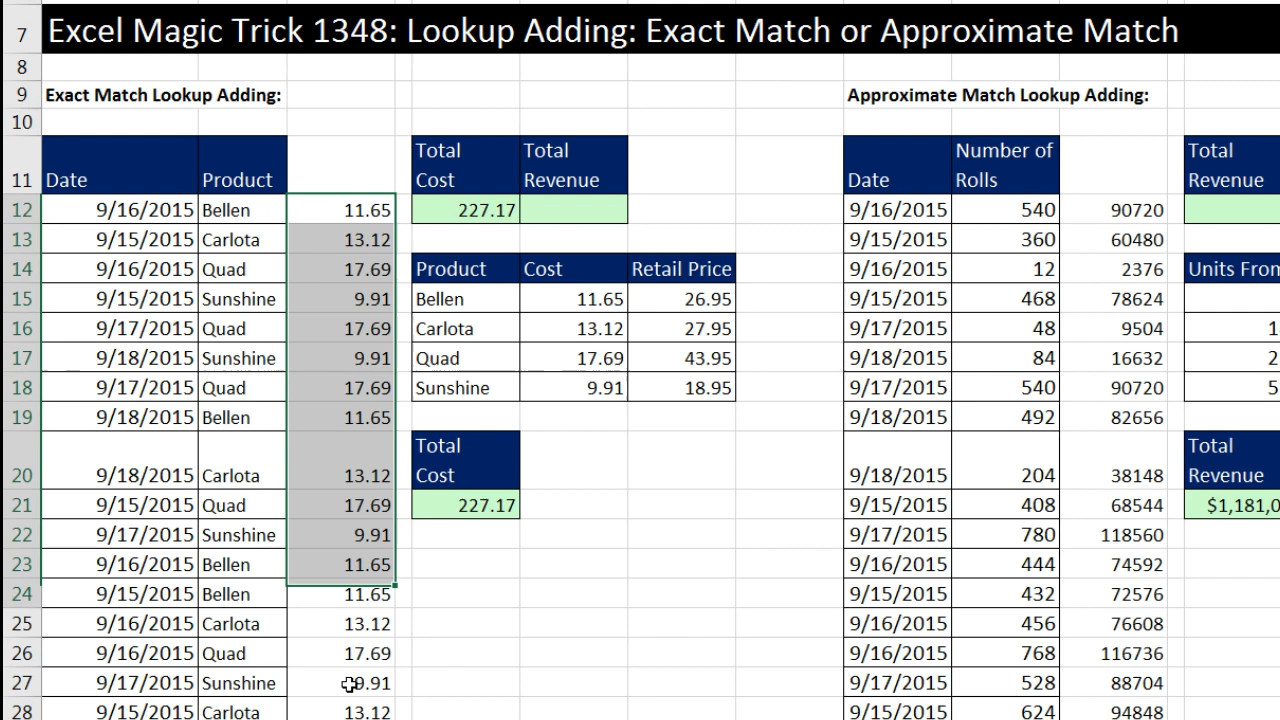 7 Excel Magic Trick 1348: Lookup Adding: Exact Match or Approximate Match
8
9 Exact Match Lookup Adding: Approximate Match Lookup Adding:
10
Total Total Number of Total
11 Date Product Cost Revenue Date Rolls Revenue
12 9/16/2015 Bellen 11.65 227.17 9/16/2015 540 90720
13 9/15/2015 Carlota 13.12 9/15/2015 360 60480
14 9/16/2015 Quad 17.69 Product Cost Retail Price 9/16/2015 12 2376 Units From
15 9/15/2015 Sunshine 9.91 Bellen 11.65 26.95 9/15/2015 468 78624
16 9/17/2015 Quad 17.69 Carlota 13.12 27.95 9/17/2015 48 9504 1
17 9/18/2015 Sunshine 9.91 Quad 17.69 43.95 9/18/2015 84 16632 2
18 9/17/2015 Quad 17.69 Sunshine 9.91 18.95 9/17/2015 540 90720 5
19 9/18/2015 Bellen 11.65 9/18/2015 492 82656
Total Total
20 9/18/2015 Carlota 13.12 Cost 9/18/2015 204 38148 Revenue
21 9/15/2015 Quad 17.69 227.17 9/15/2015 408 68544 $1,181,0
22 9/17/2015 Sunshine 9.91 9/17/2015 780 118560
23 9/16/2015 Bellen 11.65 9/16/2015 444 74592
24 9/15/2015 Bellen 11.65 9/15/2015 432 72576
25 9/16/2015 Carlota 13.12 9/16/2015 456 76608
26 9/16/2015 Quad 17.69 9/16/2015 768 116736
27 9/17/2015 Sunshine 9.91 9/17/2015 528 88704
28 9/15/2015 Carlota 13.12 9/15/2015 624 94848